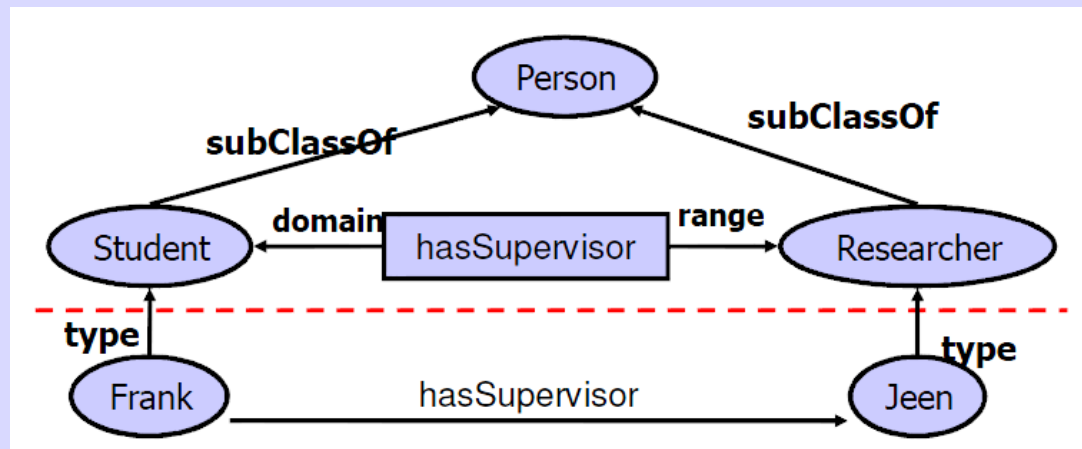 Person
subClassOf
subClassOf
domain
range
Student
hasSupervisor
Researcher
type
type
Frank
hasSupervisor
Jeen